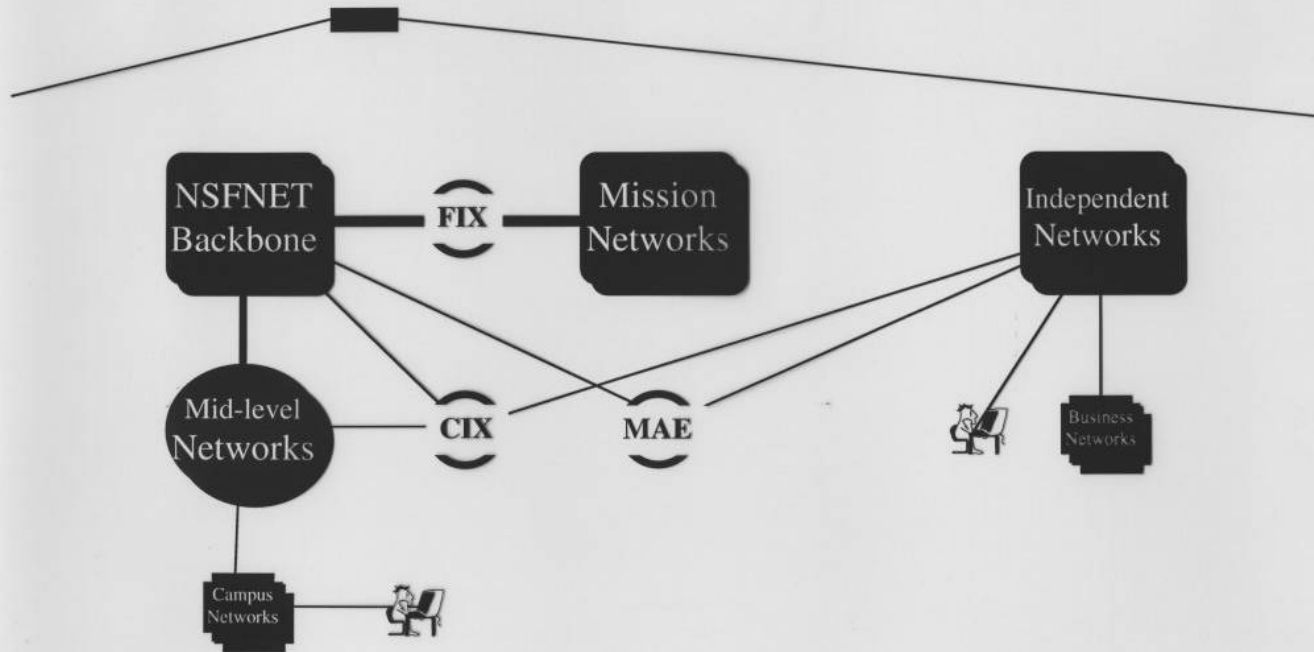 NSFNET
Backbone
FIX
Mission
Networks
Independent
Networks
Mid-level
Networks
CIX
MAE
Business
Networks
Campus
Networks